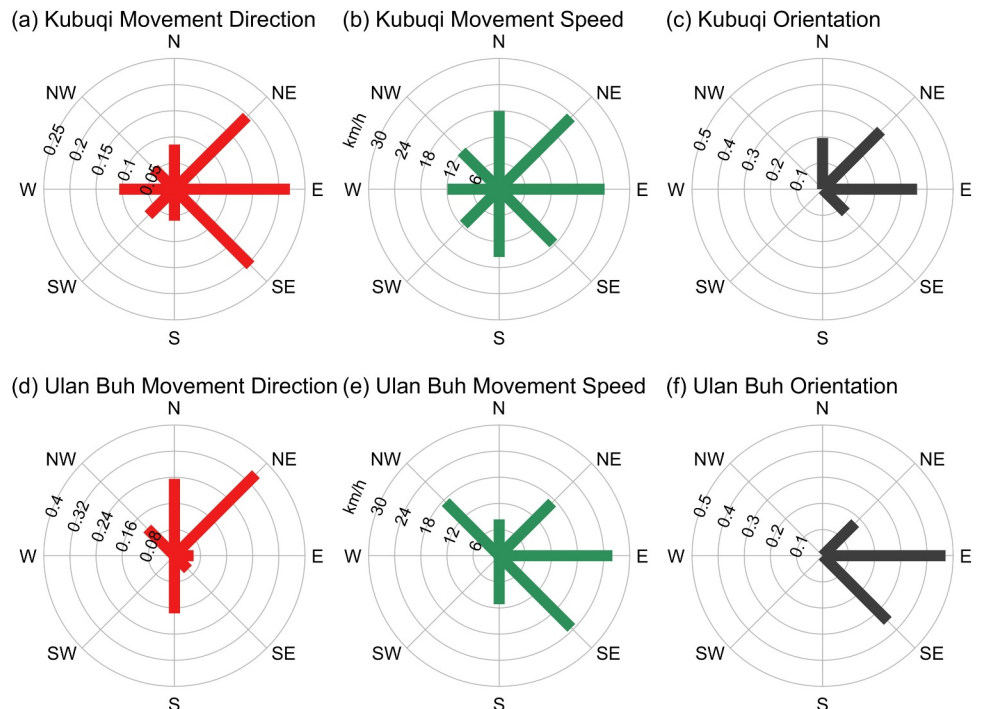 (a) Kubuqi Movement Direction
N
NW
NE
0.25
0.2
0.15
0.1
0.05
W
E
SW
SE
S
(b) Kubuqi Movement Speed
N
NW
NE
km/h
30
24
18
12
6
W
E
SW
SE
S
(c) Kubuqi Orientation
N
NW
NE
0.5
0.4
0.3
0.2
0.1
W
E
SW
SE
S
(d) Ulan Buh Movement Direction
N
NW
NE
0.4
0.32
0.24
0.16
0.08
W
E
SW
SE
S
(e) Ulan Buh Movement Speed
N
NW
NE
km/h
30
24
18
12
6
W
E
SW
SE
S
(f) Ulan Buh Orientation
N
NW
NE
0.5
0.4
0.3
0.2
0.1
W
E
SW
SE
S